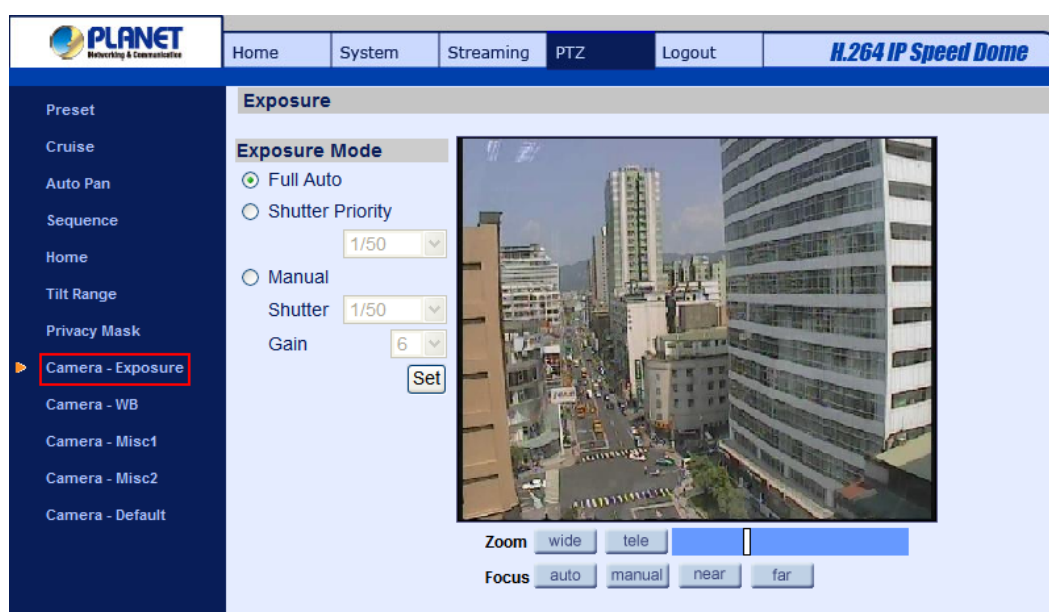 PLANET
Networking & Communication
Home System Streaming PTZ Logout H.264 IP Speed Dome
Preset
Cruise
Auto Pan
Sequence
Home
Tilt Range
Privacy Mask
Camera - Exposure
Camera - WB
Camera - Misc1
Camera - Misc2
Camera - Default
Exposure
Exposure Mode
Full Auto
Shutter Priority
1/50
Manual
Shutter 1/50
Gain 6
Set
Zoom wide tele
Focus auto manual near far